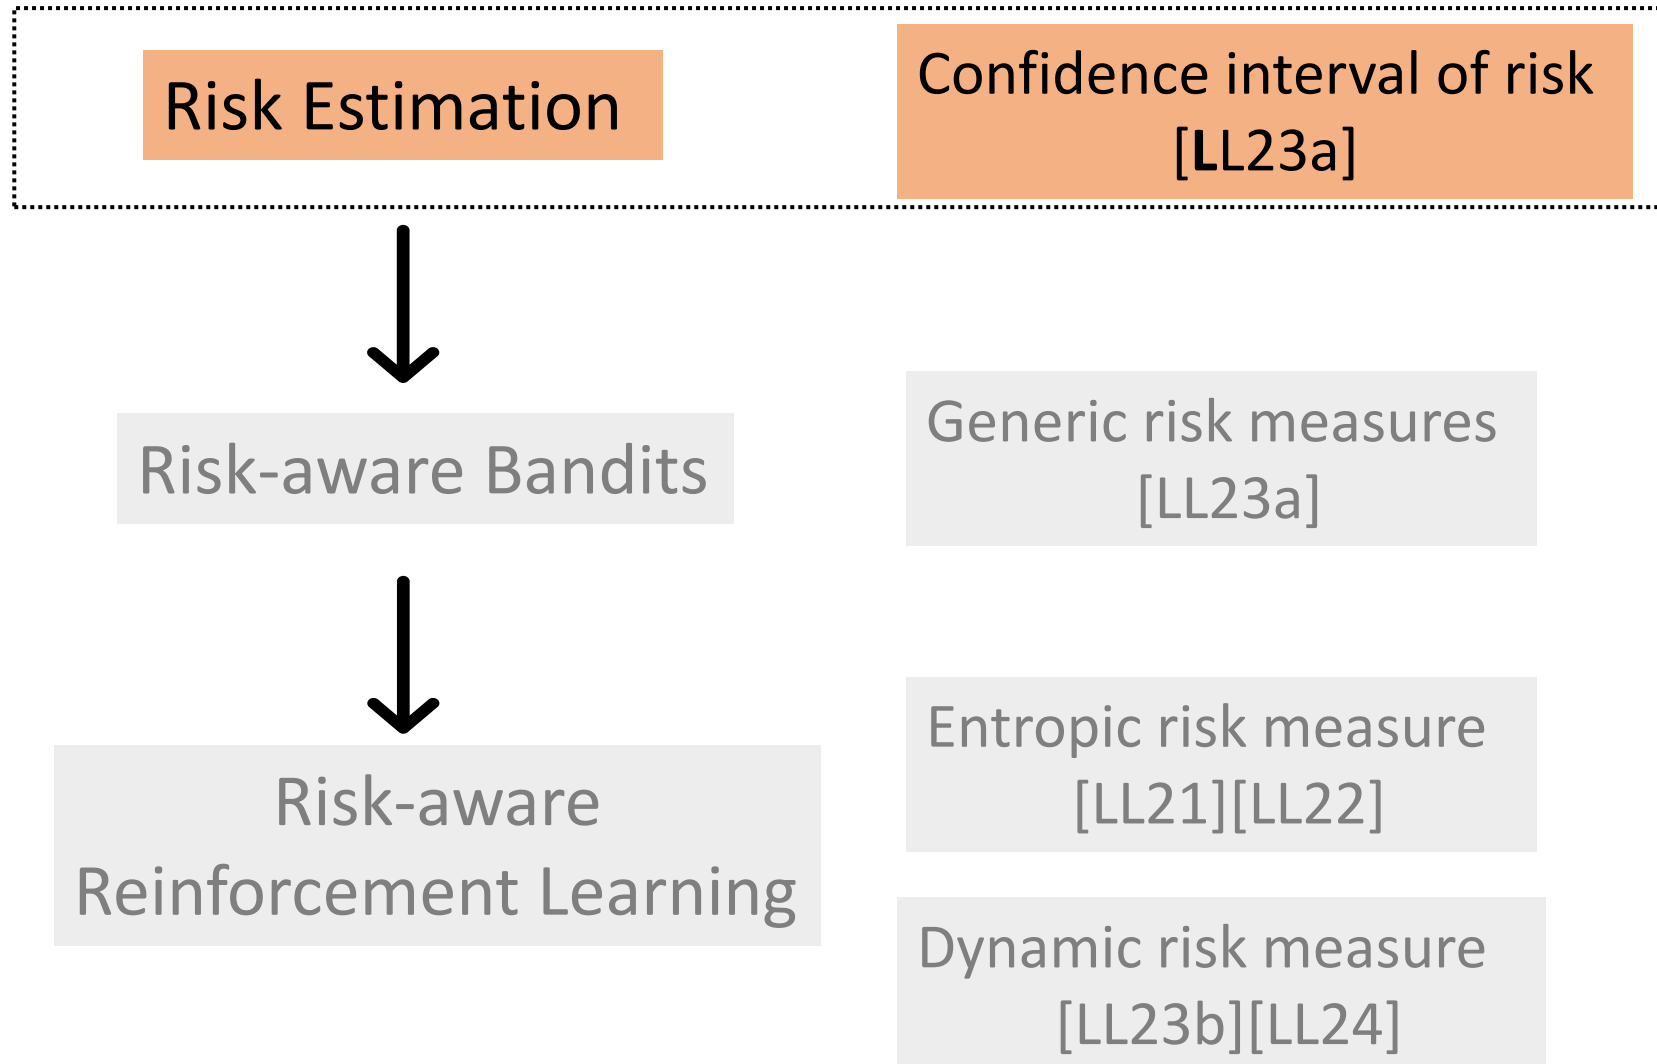 Risk Estimation
Confidence interval of risk
[LL23a]
Risk-aware Bandits
Generic risk measures
[LL23a]
Risk-aware
Reinforcement Learning
Entropic risk measure
[LL21][LL22]
Dynamic risk measure
[LL23b][LL24]